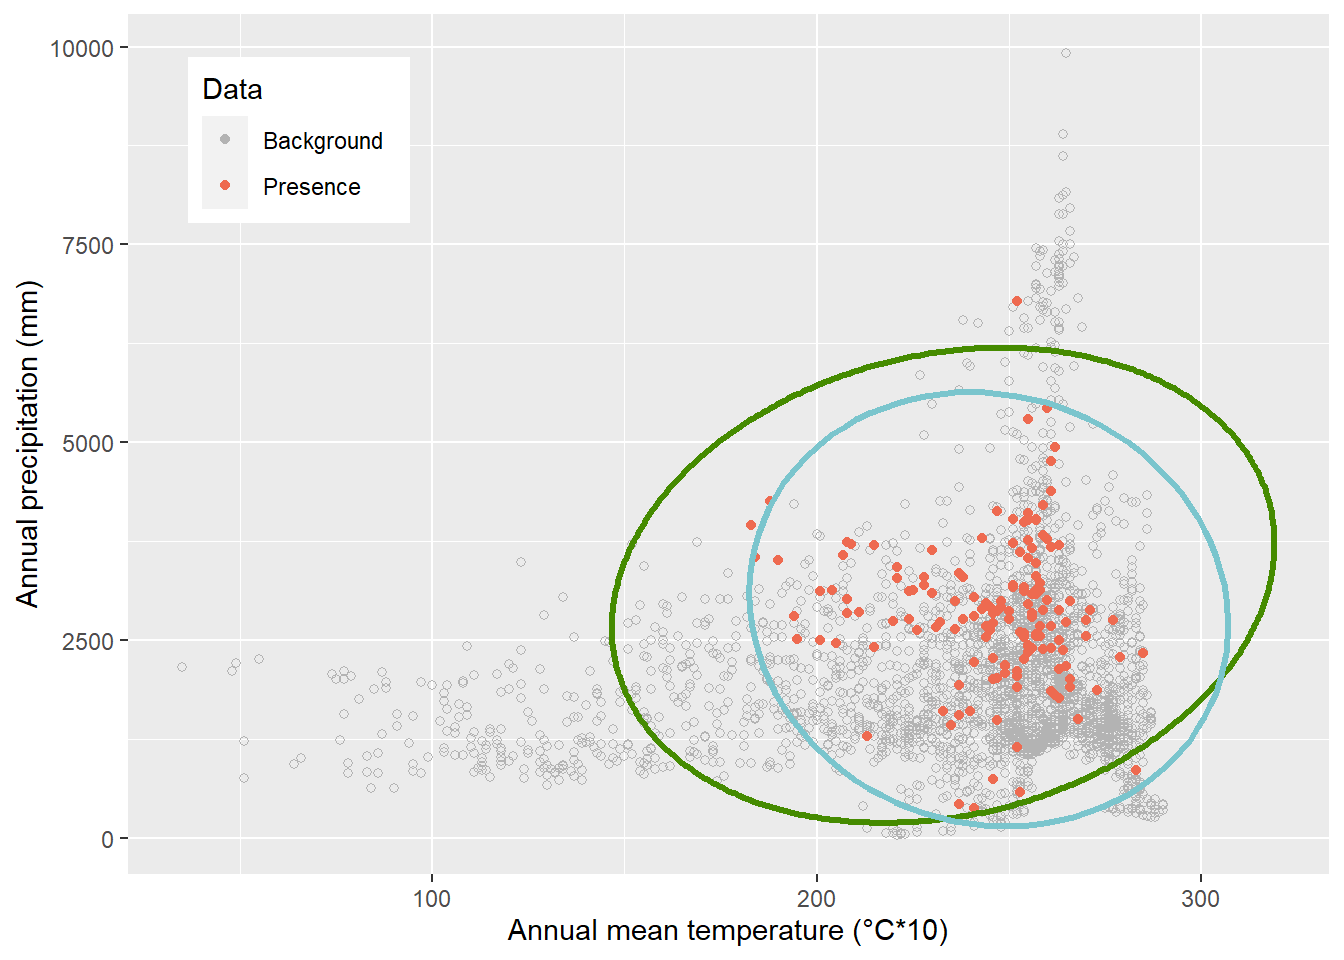 Data
Background
Presence
10000
7500
5000
2500
0
Annual precipitation (mm)
100
200
300
Annual mean temperature (°C*10)